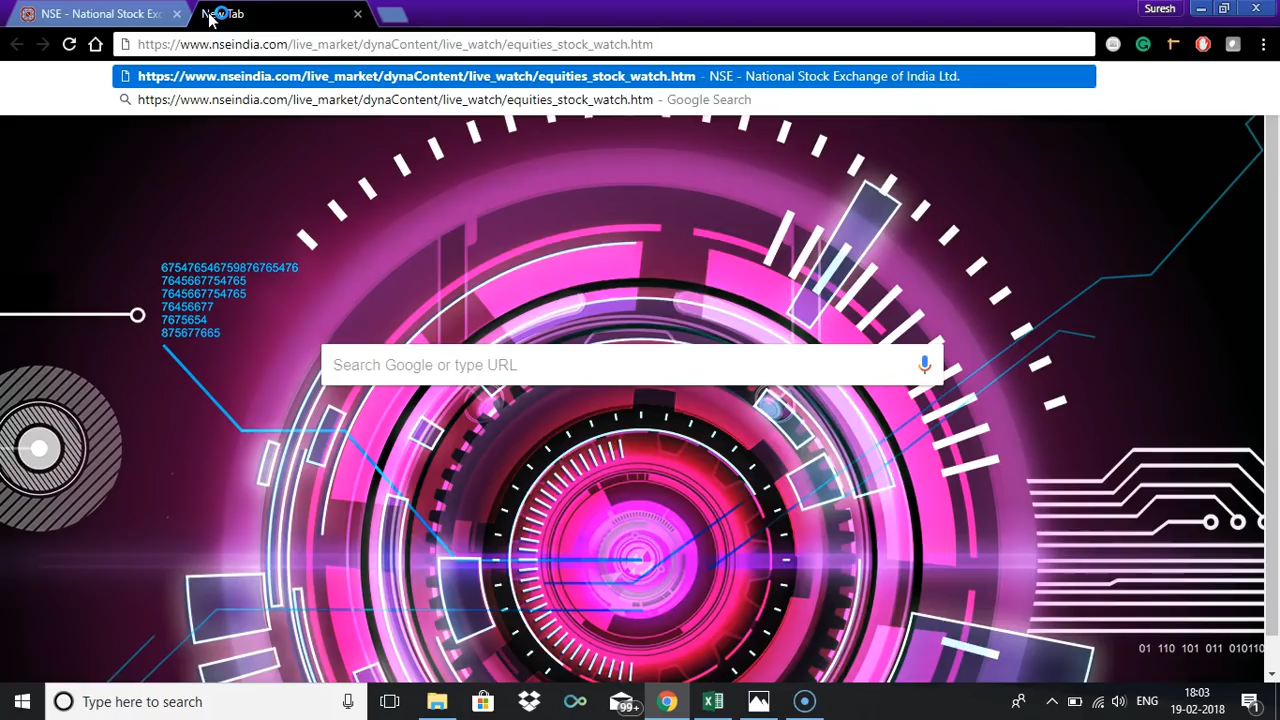 NSE - National Stock Exc
New Tab
Suresh
https://www.nseindia.com/live_market/dynaContent/live_watch/equities_stock_watch.htm
https://www.nseindia.com/live_market/dynaContent/live_watch/equities_stock_watch.htm - NSE - National Stock Exchange of India Ltd.
https://www.nseindia.com/live_market/dynaContent/live_watch/equities_stock_watch.htm - Google Search
675476546759876765476
7645667754765
7645667754765
76456677
7675654
875677665
Search Google or type URL
01 110 101 011 010110
Type here to search
99+
ENG
18:03
19-02-2018
1